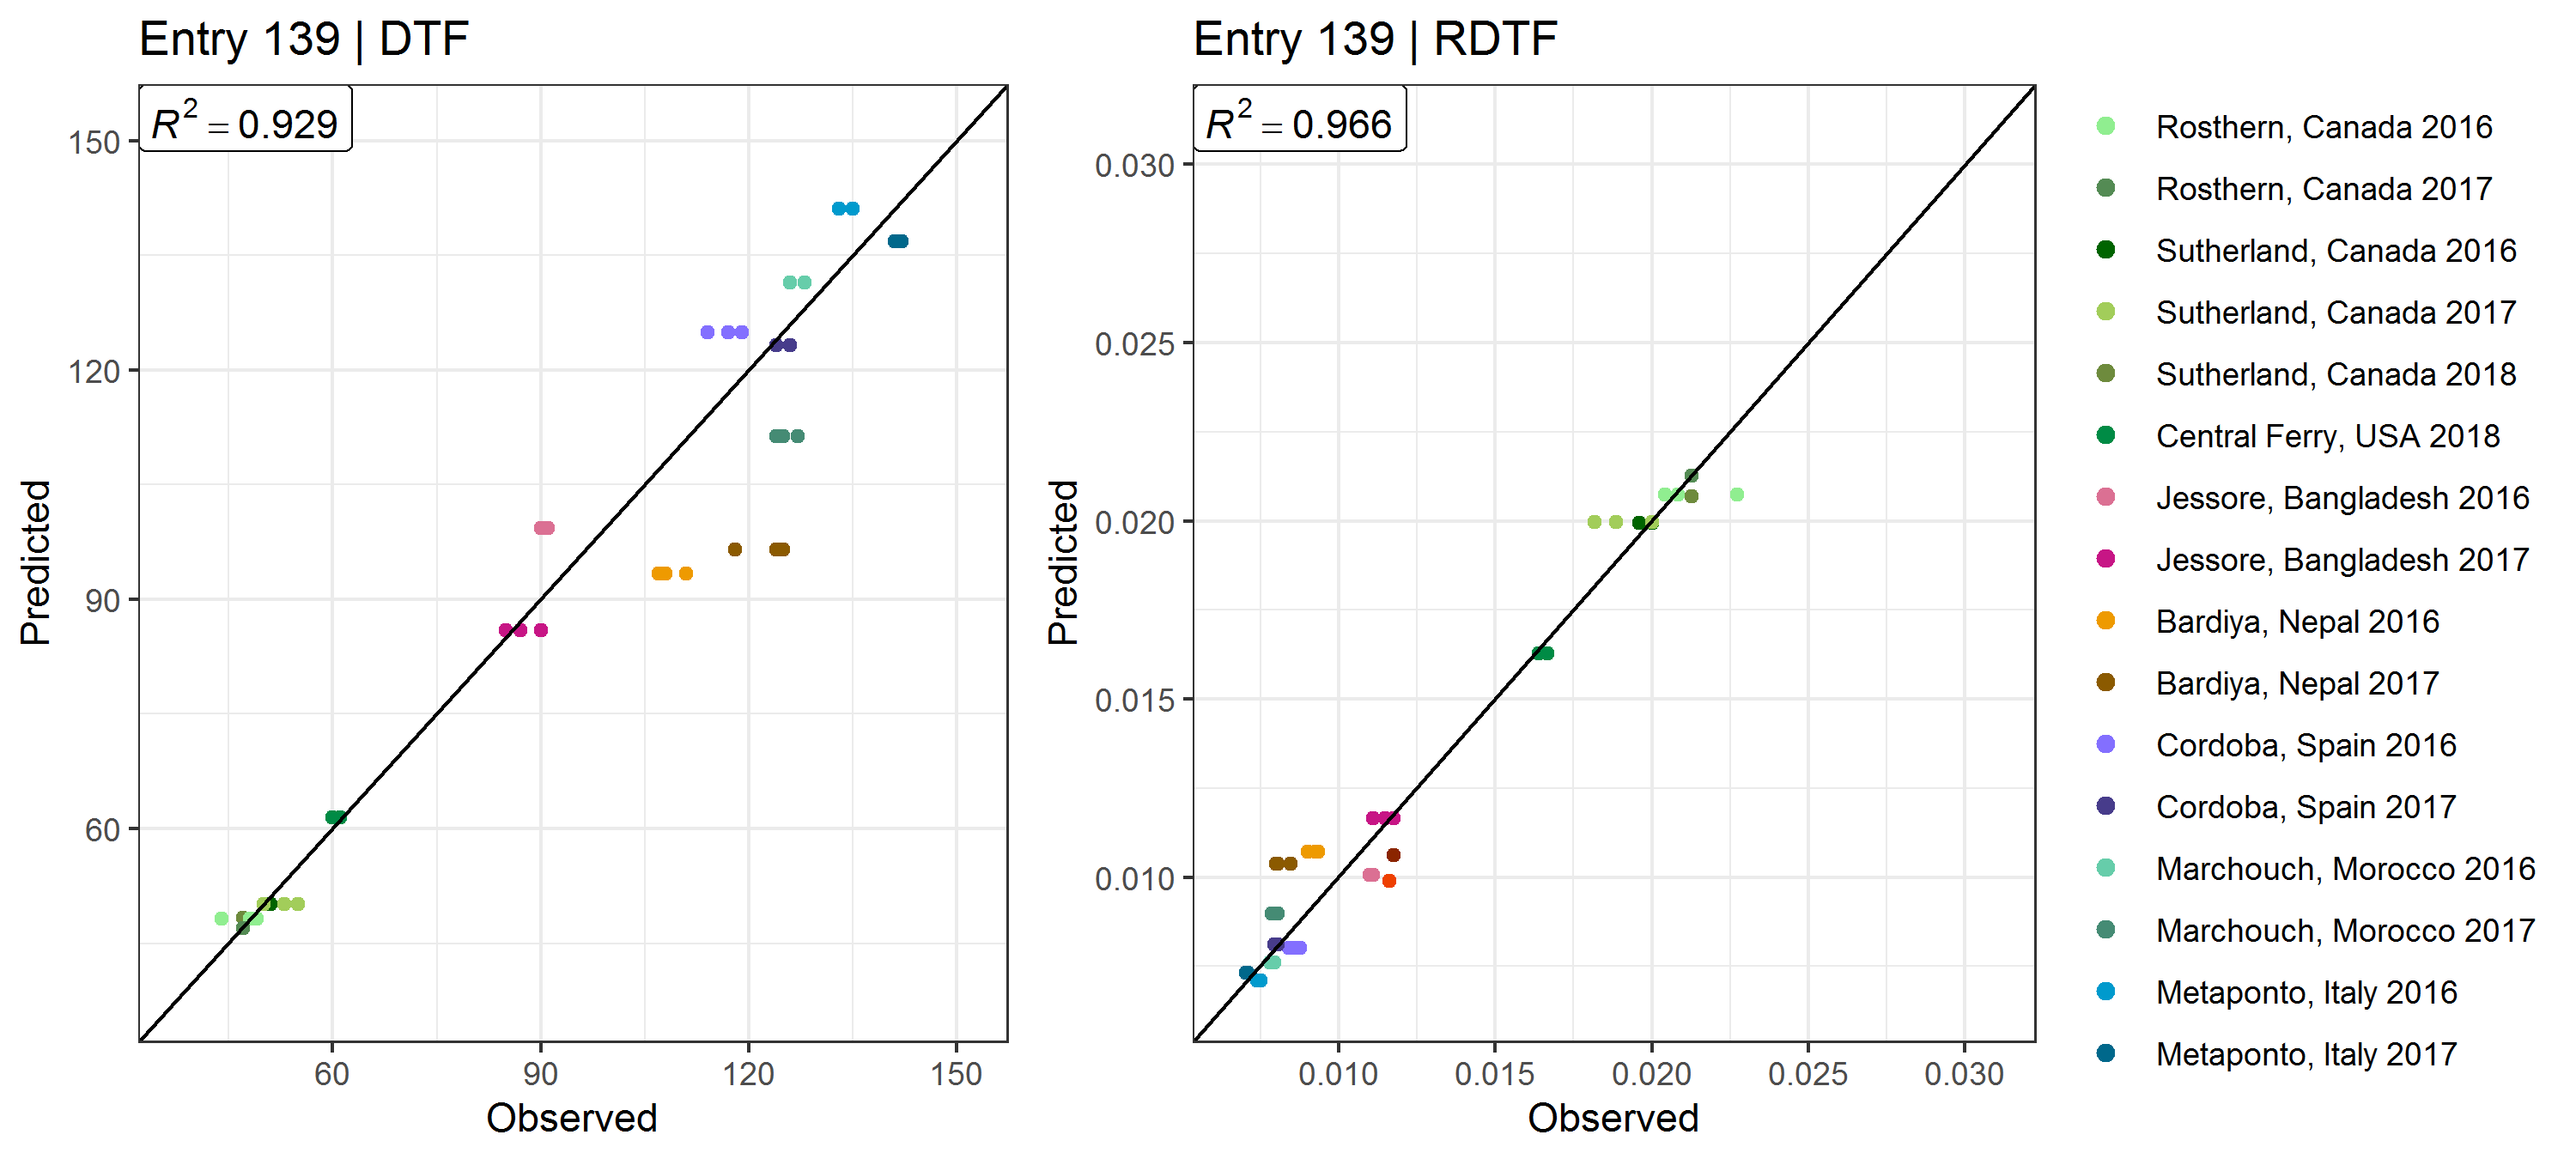 Entry 139 | DTF
R² = 0.929
150
120
90
60
60 90 120 150
Observed
Predicted
Entry 139 | RDTF
R² = 0.966
0.030
0.025
0.020
0.015
0.010
0.010 0.015 0.020 0.025 0.030
Observed
Predicted
Rosthern, Canada 2016
Rosthern, Canada 2017
Sutherland, Canada 2016
Sutherland, Canada 2017
Sutherland, Canada 2018
Central Ferry, USA 2018
Jessore, Bangladesh 2016
Jessore, Bangladesh 2017
Bardiya, Nepal 2016
Bardiya, Nepal 2017
Cordoba, Spain 2016
Cordoba, Spain 2017
Marchouch, Morocco 2016
Marchouch, Morocco 2017
Metaponto, Italy 2016
Metaponto, Italy 2017